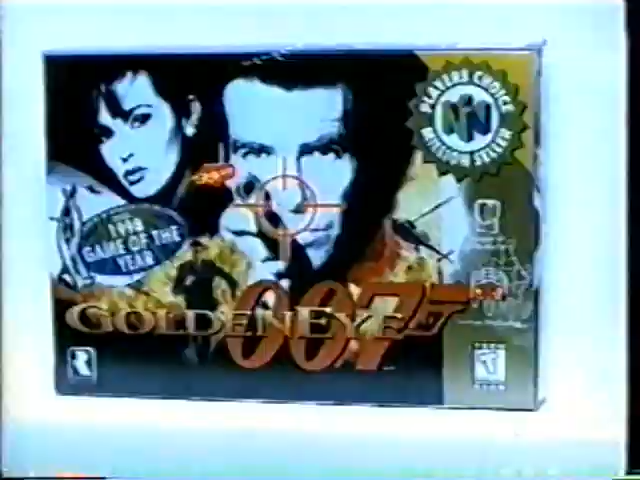 PLAYERS CHOICE
MILLION SELLER
1998
GAME OF THE
YEAR
GOLDENEYE
007
R
T